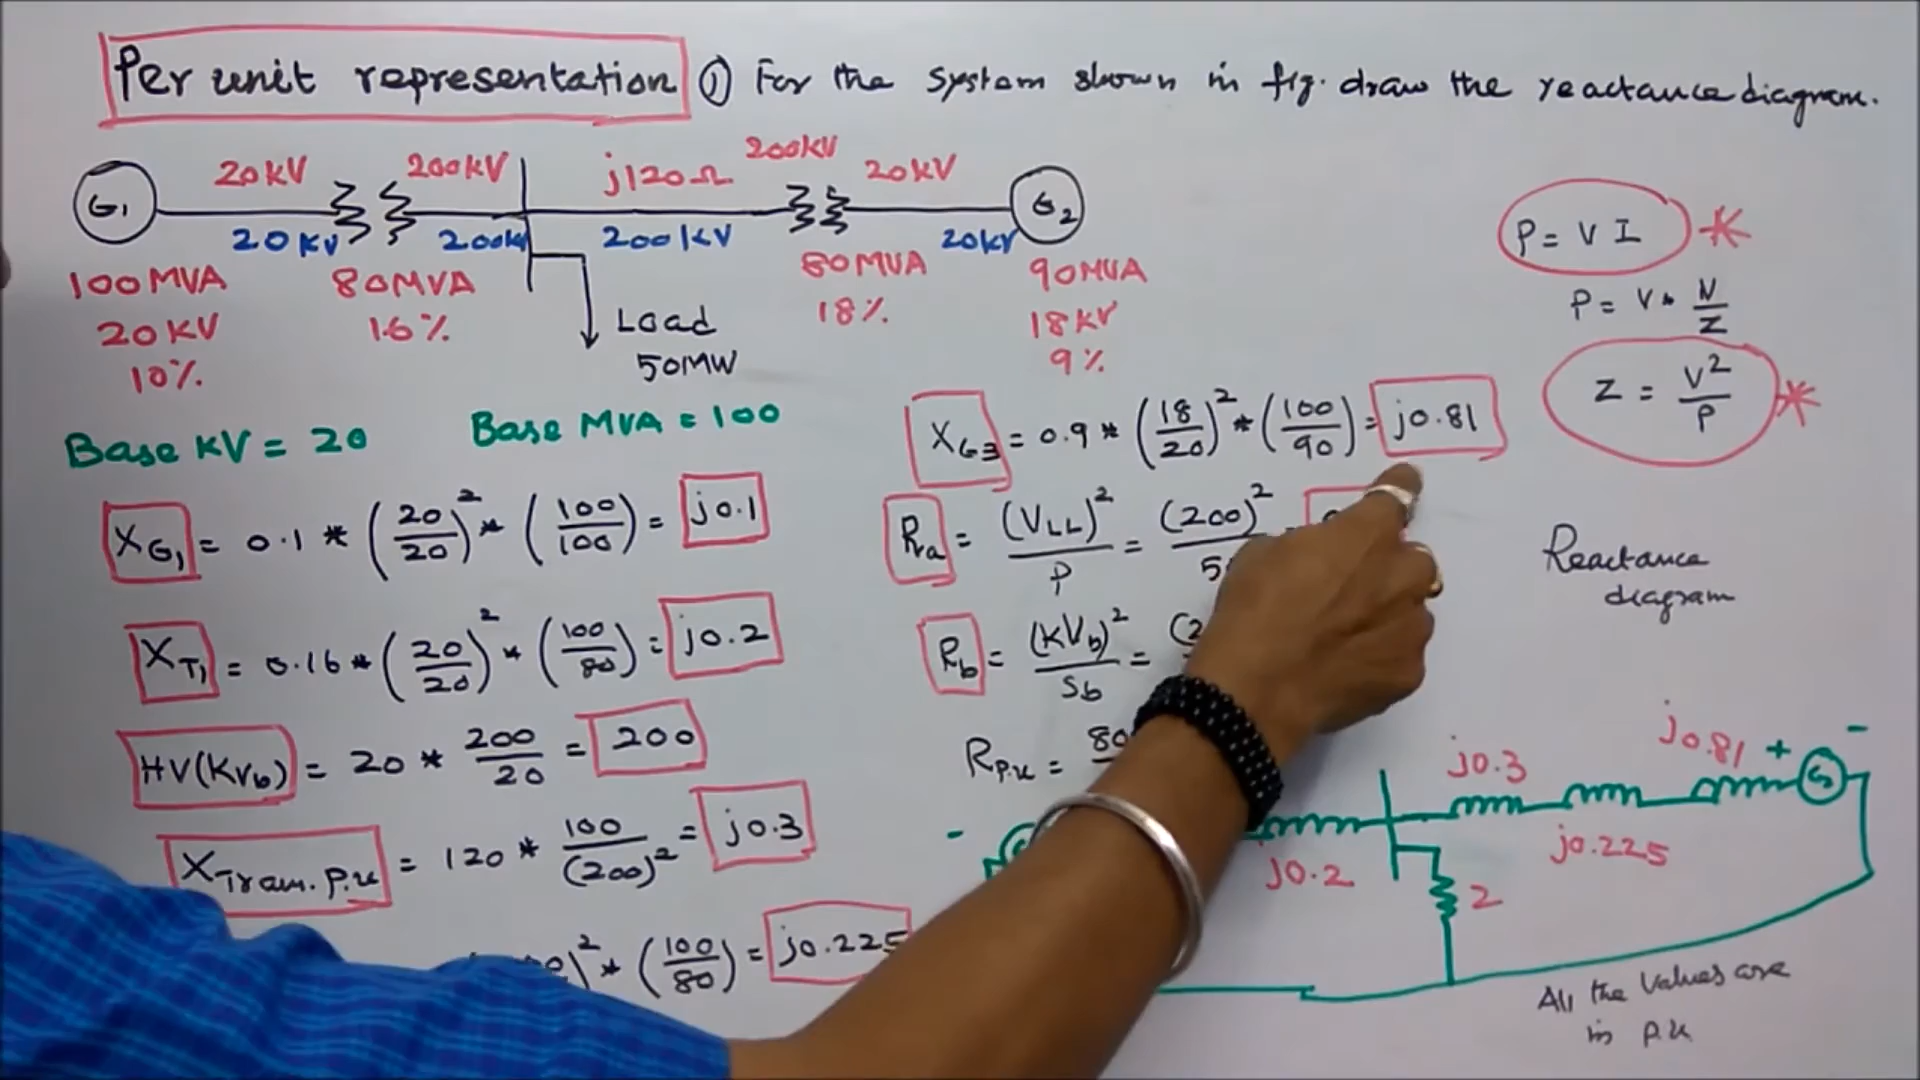 Per unit representation ① For the system shown in fig. draw the reactance diagram.
G1 20KV 200KV j120Ω 200KV 20KV G2
20KV 200kV 200KV 20KV
100MVA 80MVA 80MVA 90MVA
20KV 16% 18% 18KV
10% 9%
Load
50MW
Base KV = 20 Base MVA = 100
XG1 = 0.1 * (20/20)² * (100/100) = j0.1
XT1 = 0.16 * (20/20)² * (100/80) = j0.2
HV(KVb) = 20 * 200/20 = 200
XTran. p.u = 120 * 100/(200)² = j0.3
)² * (100/80) = j0.225
XG3 = 0.9 * (18/20)² * (100/90) = j0.81
Ra = (VLL)²/P = (200)²/5
Rb = (KVb)²/Sb = (2
Rp.u = 80
P = V I
P = V * V/Z
Z = V²/P
Reactance
diagram
j0.3 j0.81 + -
- G
j0.2 j0.225
2
All the values are
in p.u